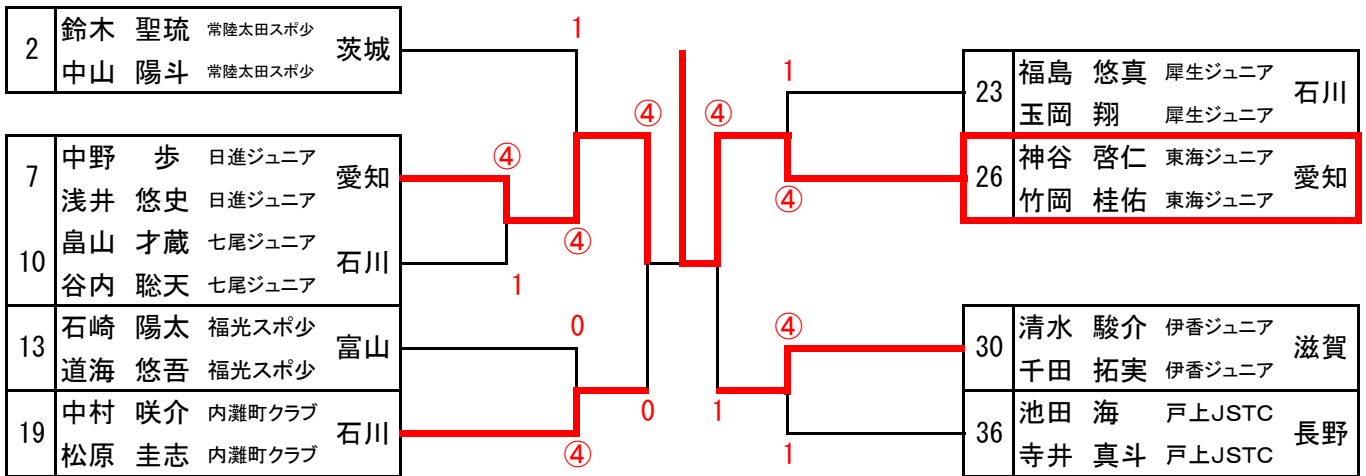 2 鈴木 聖琉 常陸太田スポ少 茨城
中山 陽斗 常陸太田スポ少
7 中野 歩 日進ジュニア 愛知
浅井 悠史 日進ジュニア
10 畠山 才蔵 七尾ジュニア 石川
谷内 聡天 七尾ジュニア
13 石崎 陽太 福光スポ少 富山
道海 悠吾 福光スポ少
19 中村 咲介 内灘町クラブ 石川
松原 圭志 内灘町クラブ
1
④
④
1
0
④
④
0
④
1
1
④
④
1
23 福島 悠真 犀生ジュニア 石川
玉岡 翔 犀生ジュニア
26 神谷 啓仁 東海ジュニア 愛知
竹岡 桂佑 東海ジュニア
30 清水 駿介 伊香ジュニア 滋賀
千田 拓実 伊香ジュニア
36 池田 海 戸上JSTC 長野
寺井 真斗 戸上JSTC